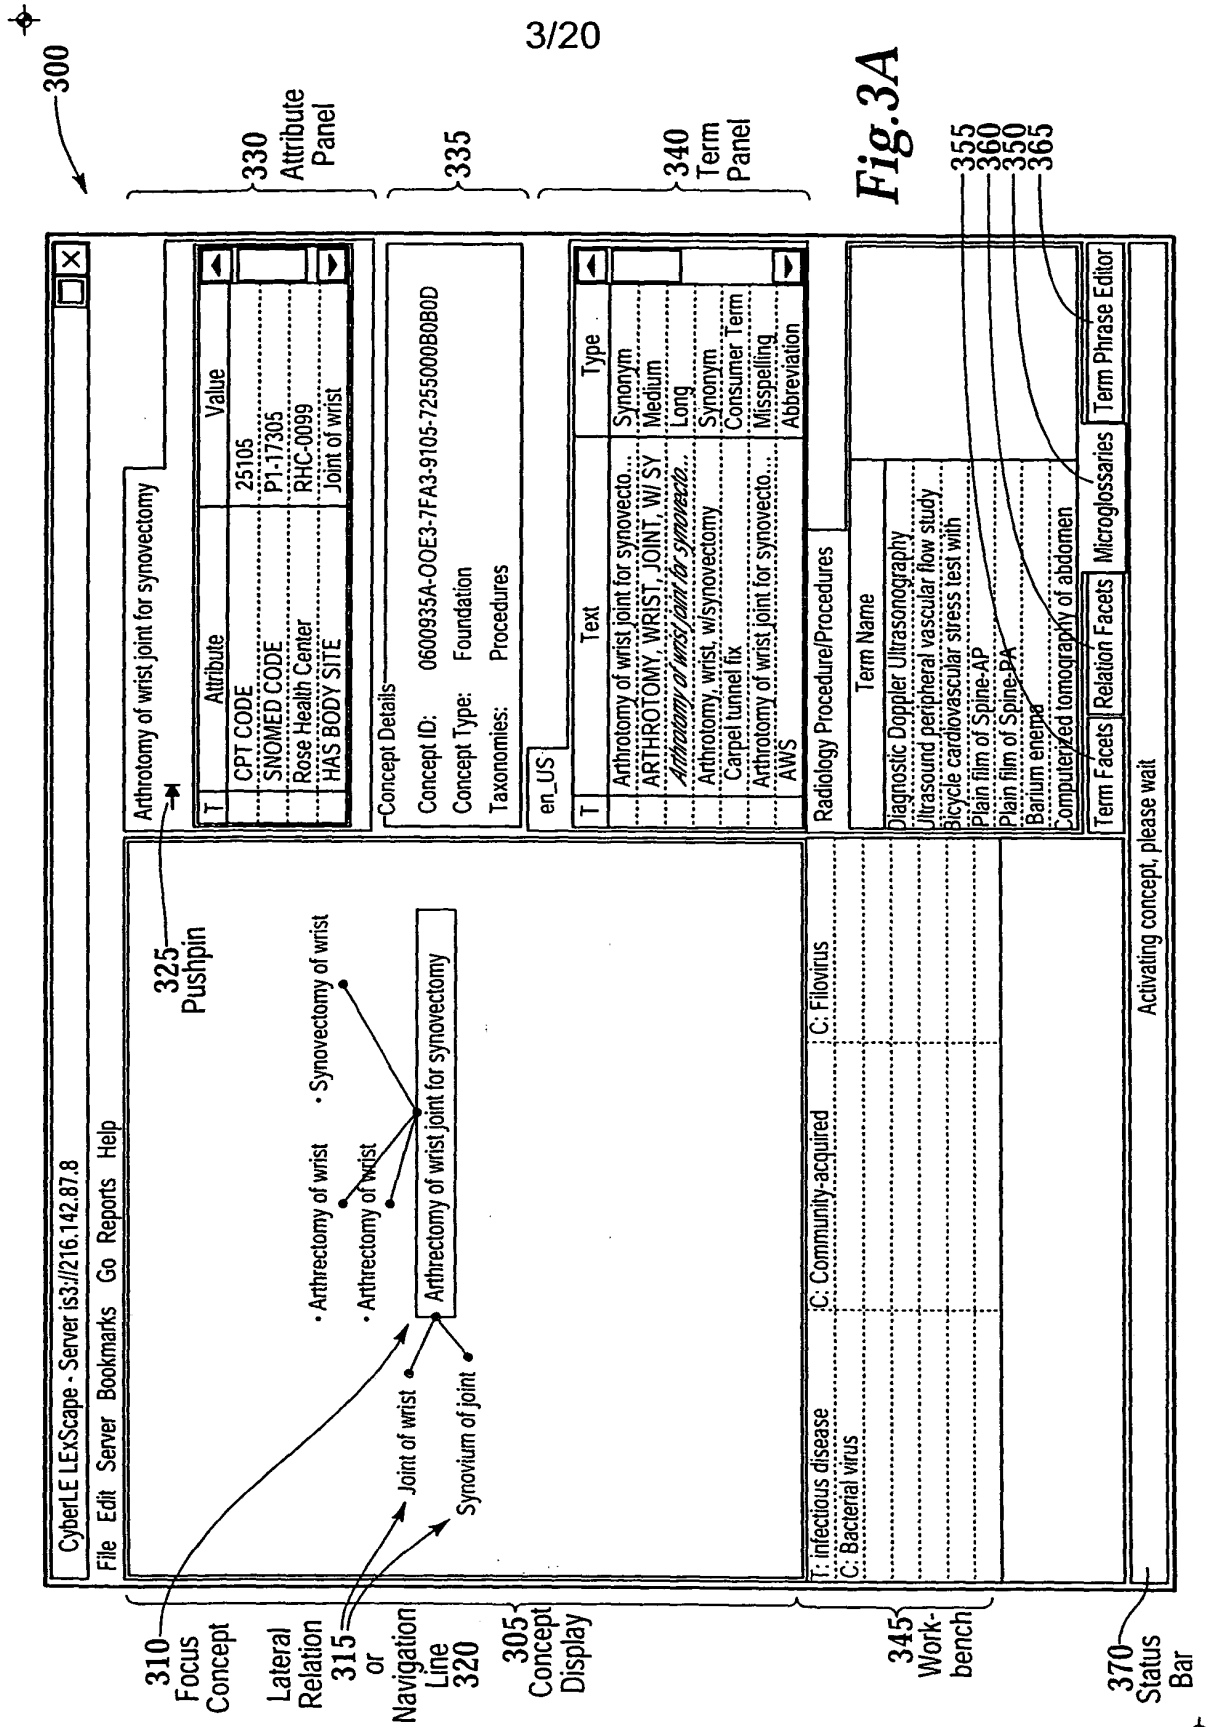 3/20
300
CyberLE LExScape - Server is3://216.142.87.8
File Edit Server Bookmarks Go Reports Help
310
Focus
Concept
Lateral
Relation
315
or
Navigation
Line
320
305
Concept
Display
345
Work-
bench
370
Status
Bar
• Arthrectomy of wrist
• Synovectomy of wrist
• Arthrectomy of wrist
Arthrectomy of wrist joint for synovectomy
Joint of wrist
Synovium of joint
325
Pushpin
Arthrotomy of wrist joint for synovectomy
T Attribute Value
CPT CODE 25105
SNOMED CODE P1-17305
Rose Health Center RHC-0099
HAS BODY SITE Joint of wrist
330
Attribute
Panel
Concept Details
Concept ID: 0600935A-OOE3-7FA3-9105-7255000B0B0D
Concept Type: Foundation
Taxonomies: Procedures
335
en_US
T Text Type
Arthrotomy of wrist joint for synovecto... Synonym
ARTHROTOMY, WRIST, JOINT, W/ SY Medium
Arthrotomy of wrist joint for synovecto... Long
Arthrotomy, wrist, w/synovectomy Synonym
Carpel tunnel fix Consumer Term
Arthrotomy of wrist joint for synovecto... Misspelling
AWS Abbreviation
340
Term
Panel
T: infectious disease C: Community-acquired C: Filovirus
C: Bacterial virus
Radiology Procedure/Procedures
Term Name
Diagnostic Doppler Ultrasonography
Ultrasound peripheral vascular flow study
Bicycle cardiovascular stress test with
Plain film of Spine-AP
Plain film of Spine-PA
Barium enema
Computerized tomography of abdomen
Term Facets Relation Facets Microglossaries Term Phrase Editor
Activating concept, please wait
Fig.3A
355
360
350
365